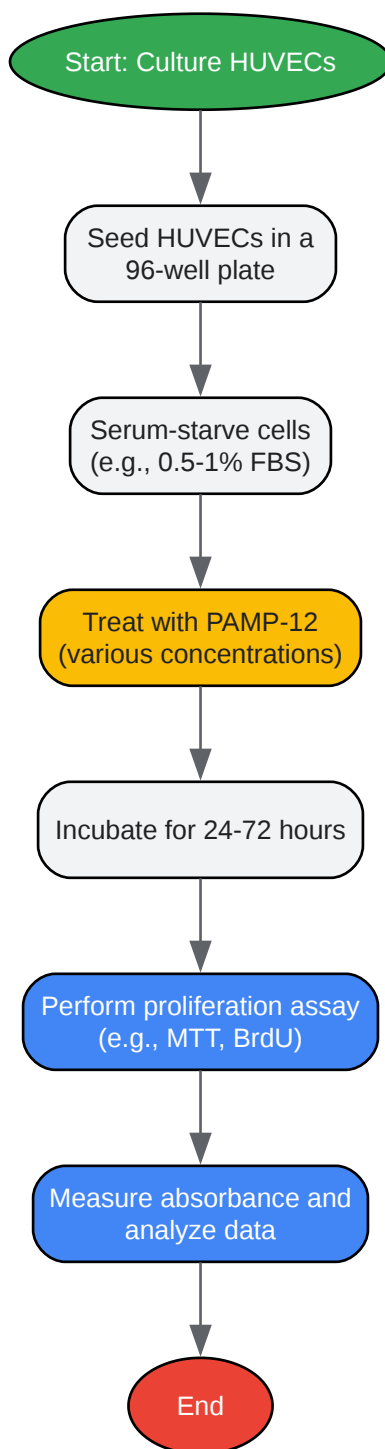 Start: Culture HUVECs
Seed HUVECs in a
96-well plate
Serum-starve cells
(e.g., 0.5-1% FBS)
Treat with PAMP-12
(various concentrations)
Incubate for 24-72 hours
Perform proliferation assay
(e.g., MTT, BrdU)
Measure absorbance and
analyze data
End